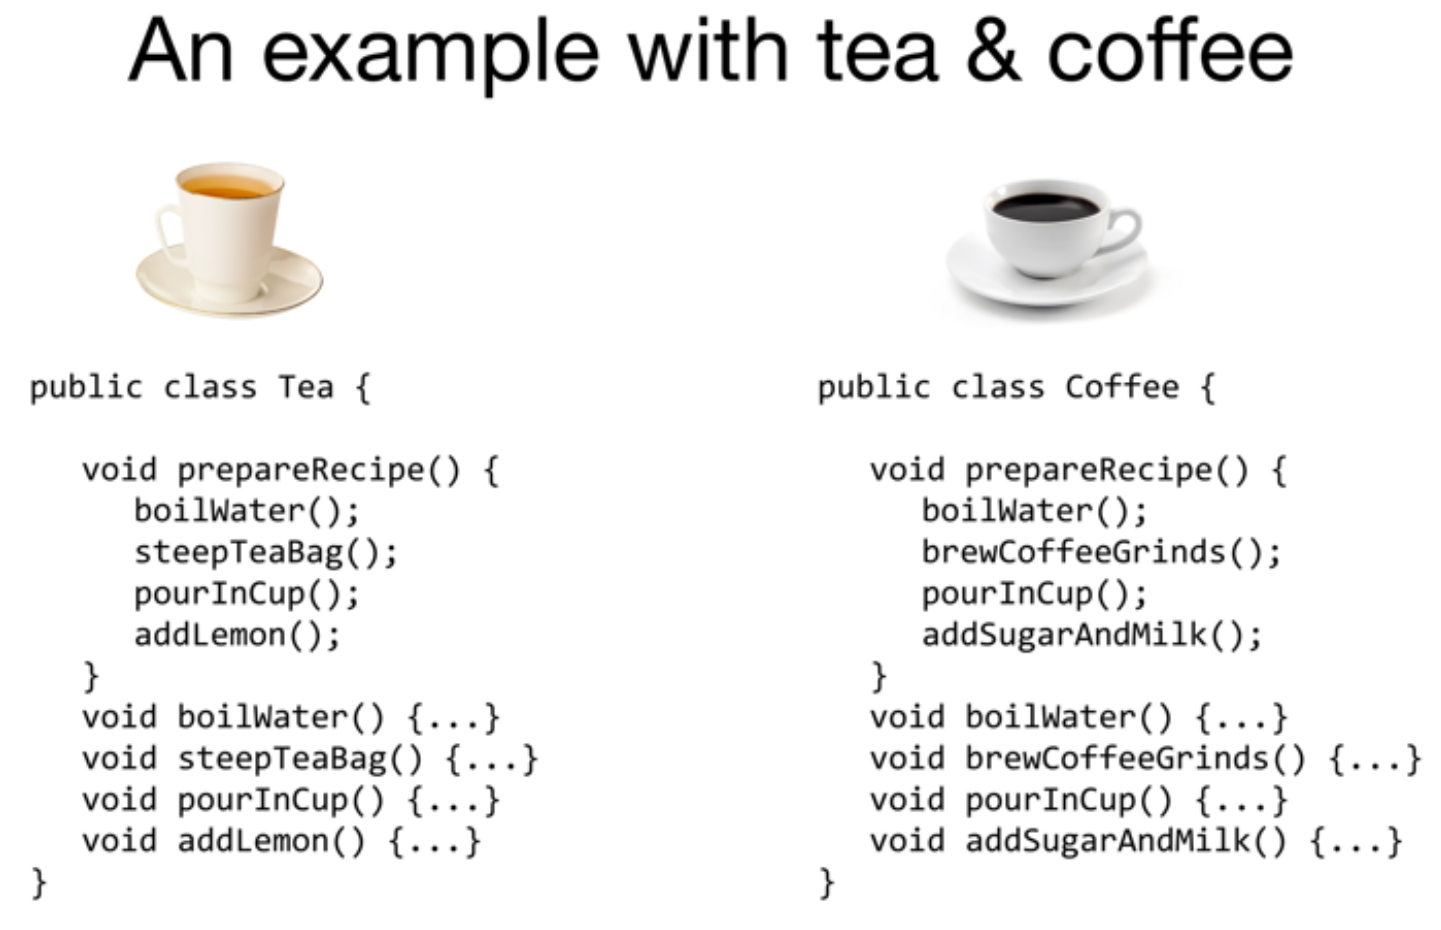 An example with tea & coffee
public class Tea {
void prepareRecipe() {
boilWater();
steepTeaBag();
pourInCup();
addLemon();
}
void boilWater() {...}
void steepTeaBag() {...}
void pourInCup() {...}
void addLemon() {...}
}
public class Coffee {
void prepareRecipe() {
boilWater();
brewCoffeeGrinds();
pourInCup();
addSugarAndMilk();
}
void boilWater() {...}
void brewCoffeeGrinds() {...}
void pourInCup() {...}
void addSugarAndMilk() {...}
}